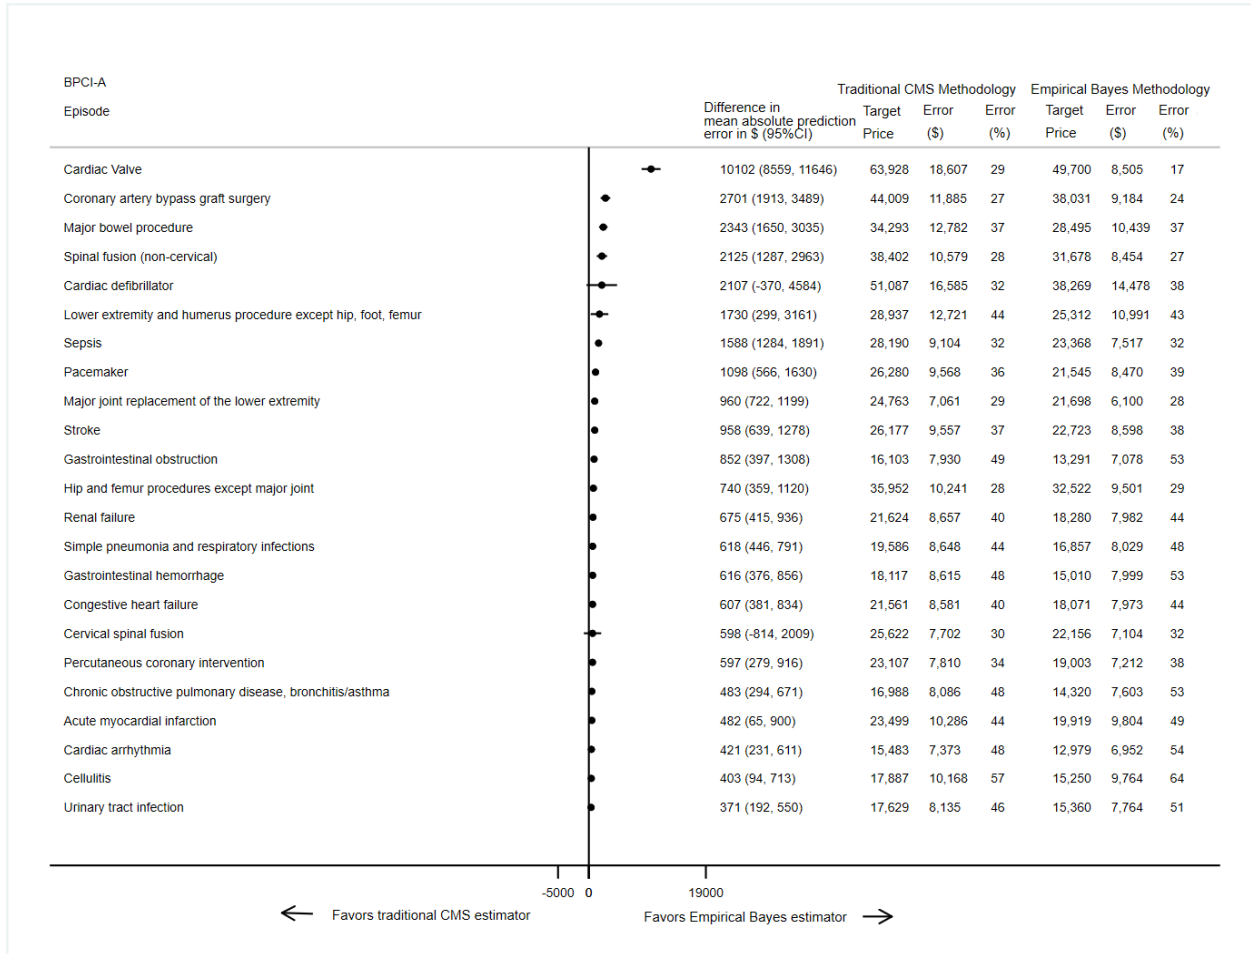 BPCI-A
Traditional CMS Methodology Empirical Bayes Methodology
Episode Difference in mean absolute prediction error in $ (95%CI) Target Price Error ($) Error (%) Target Price Error ($) Error (%)
Cardiac Valve 10102 (8559, 11646) 63,928 18,607 29 49,700 8,505 17
Coronary artery bypass graft surgery 2701 (1913, 3489) 44,009 11,885 27 38,031 9,184 24
Major bowel procedure 2343 (1650, 3035) 34,293 12,782 37 28,495 10,439 37
Spinal fusion (non-cervical) 2125 (1287, 2963) 38,402 10,579 28 31,678 8,454 27
Cardiac defibrillator 2107 (-370, 4584) 51,087 16,585 32 38,269 14,478 38
Lower extremity and humerus procedure except hip, foot, femur 1730 (299, 3161) 28,937 12,721 44 25,312 10,991 43
Sepsis 1588 (1284, 1891) 28,190 9,104 32 23,368 7,517 32
Pacemaker 1098 (566, 1630) 26,280 9,568 36 21,545 8,470 39
Major joint replacement of the lower extremity 960 (722, 1199) 24,763 7,061 29 21,698 6,100 28
Stroke 958 (639, 1278) 26,177 9,557 37 22,723 8,598 38
Gastrointestinal obstruction 852 (397, 1308) 16,103 7,930 49 13,291 7,078 53
Hip and femur procedures except major joint 740 (359, 1120) 35,952 10,241 28 32,522 9,501 29
Renal failure 675 (415, 936) 21,624 8,657 40 18,280 7,982 44
Simple pneumonia and respiratory infections 618 (446, 791) 19,586 8,648 44 16,857 8,029 48
Gastrointestinal hemorrhage 616 (376, 856) 18,117 8,615 48 15,010 7,999 53
Congestive heart failure 607 (381, 834) 21,561 8,581 40 18,071 7,973 44
Cervical spinal fusion 598 (-814, 2009) 25,622 7,702 30 22,156 7,104 32
Percutaneous coronary intervention 597 (279, 916) 23,107 7,810 34 19,003 7,212 38
Chronic obstructive pulmonary disease, bronchitis/asthma 483 (294, 671) 16,988 8,086 48 14,320 7,603 53
Acute myocardial infarction 482 (65, 900) 23,499 10,286 44 19,919 9,804 49
Cardiac arrhythmia 421 (231, 611) 15,483 7,373 48 12,979 6,952 54
Cellulitis 403 (94, 713) 17,887 10,168 57 15,250 9,764 64
Urinary tract infection 371 (192, 550) 17,629 8,135 46 15,360 7,764 51
-5000 0 19000
Favors traditional CMS estimator Favors Empirical Bayes estimator